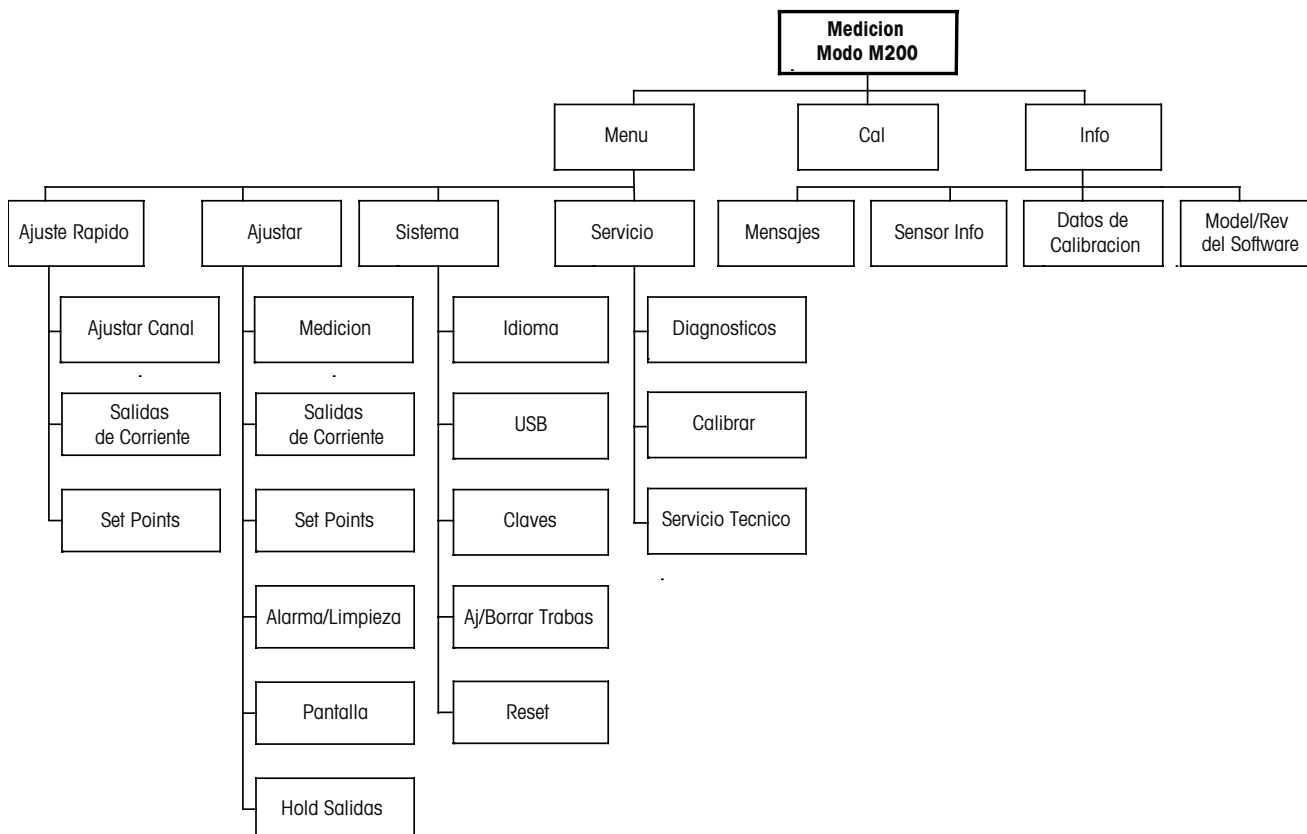 Medicion
Modo M200
Menu
Cal
Info
Ajuste Rapido
Ajustar
Sistema
Servicio
Mensajes
Sensor Info
Datos de
Calibracion
Model/Rev
del Software
Ajustar Canal
Medicion
Idioma
Diagnosticos
Salidas
de Corriente
Salidas
de Corriente
USB
Calibrar
Set Points
Set Points
Claves
Servicio Tecnico
Alarma/Limpieza
Aj/Borrar Trabas
Pantalla
Reset
Hold Salidas